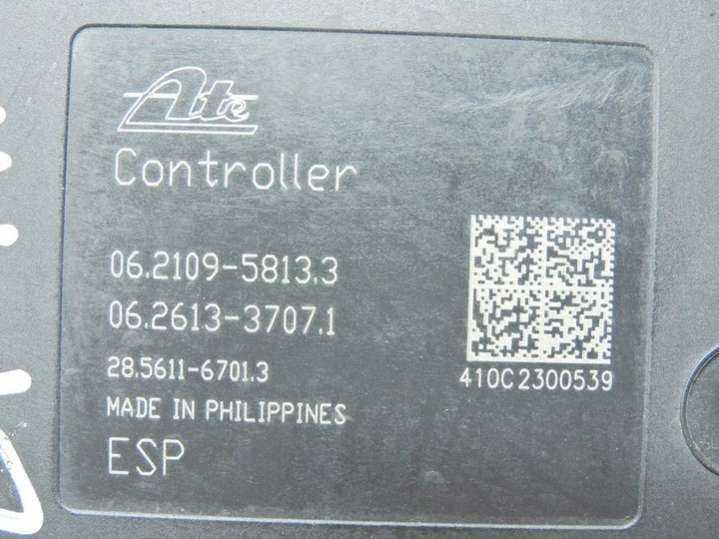 Ate
Controller
06.2109-5813.3
06.2613-3707.1
28.5611-6701.3
410C2300539
MADE IN PHILIPPINES
ESP